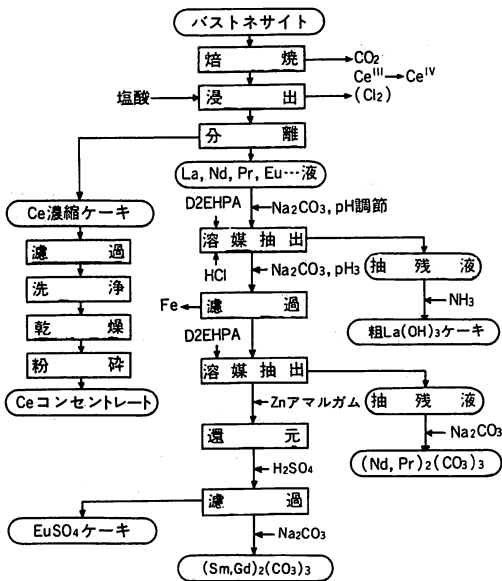 バストネサイト
焙焼
CO₂
Ceᴵᴵᴵ→Ceᴵⱽ
塩酸
浸出
(Cl₂)
分離
La, Nd, Pr, Eu…液
D2EHPA
Na₂CO₃, pH調節
Ce濃縮ケーキ
溶媒抽出
抽残液
HCl
Na₂CO₃, pH3
濾過
NH₃
Fe
濾過
洗浄
粗La(OH)₃ケーキ
D2EHPA
乾燥
溶媒抽出
粉砕
抽残液
Znアマルガム
Ceコンセントレート
Na₂CO₃
還元
(Nd, Pr)₂(CO₃)₃
H₂SO₄
濾過
EuSO₄ケーキ
Na₂CO₃
(Sm,Gd)₂(CO₃)₃